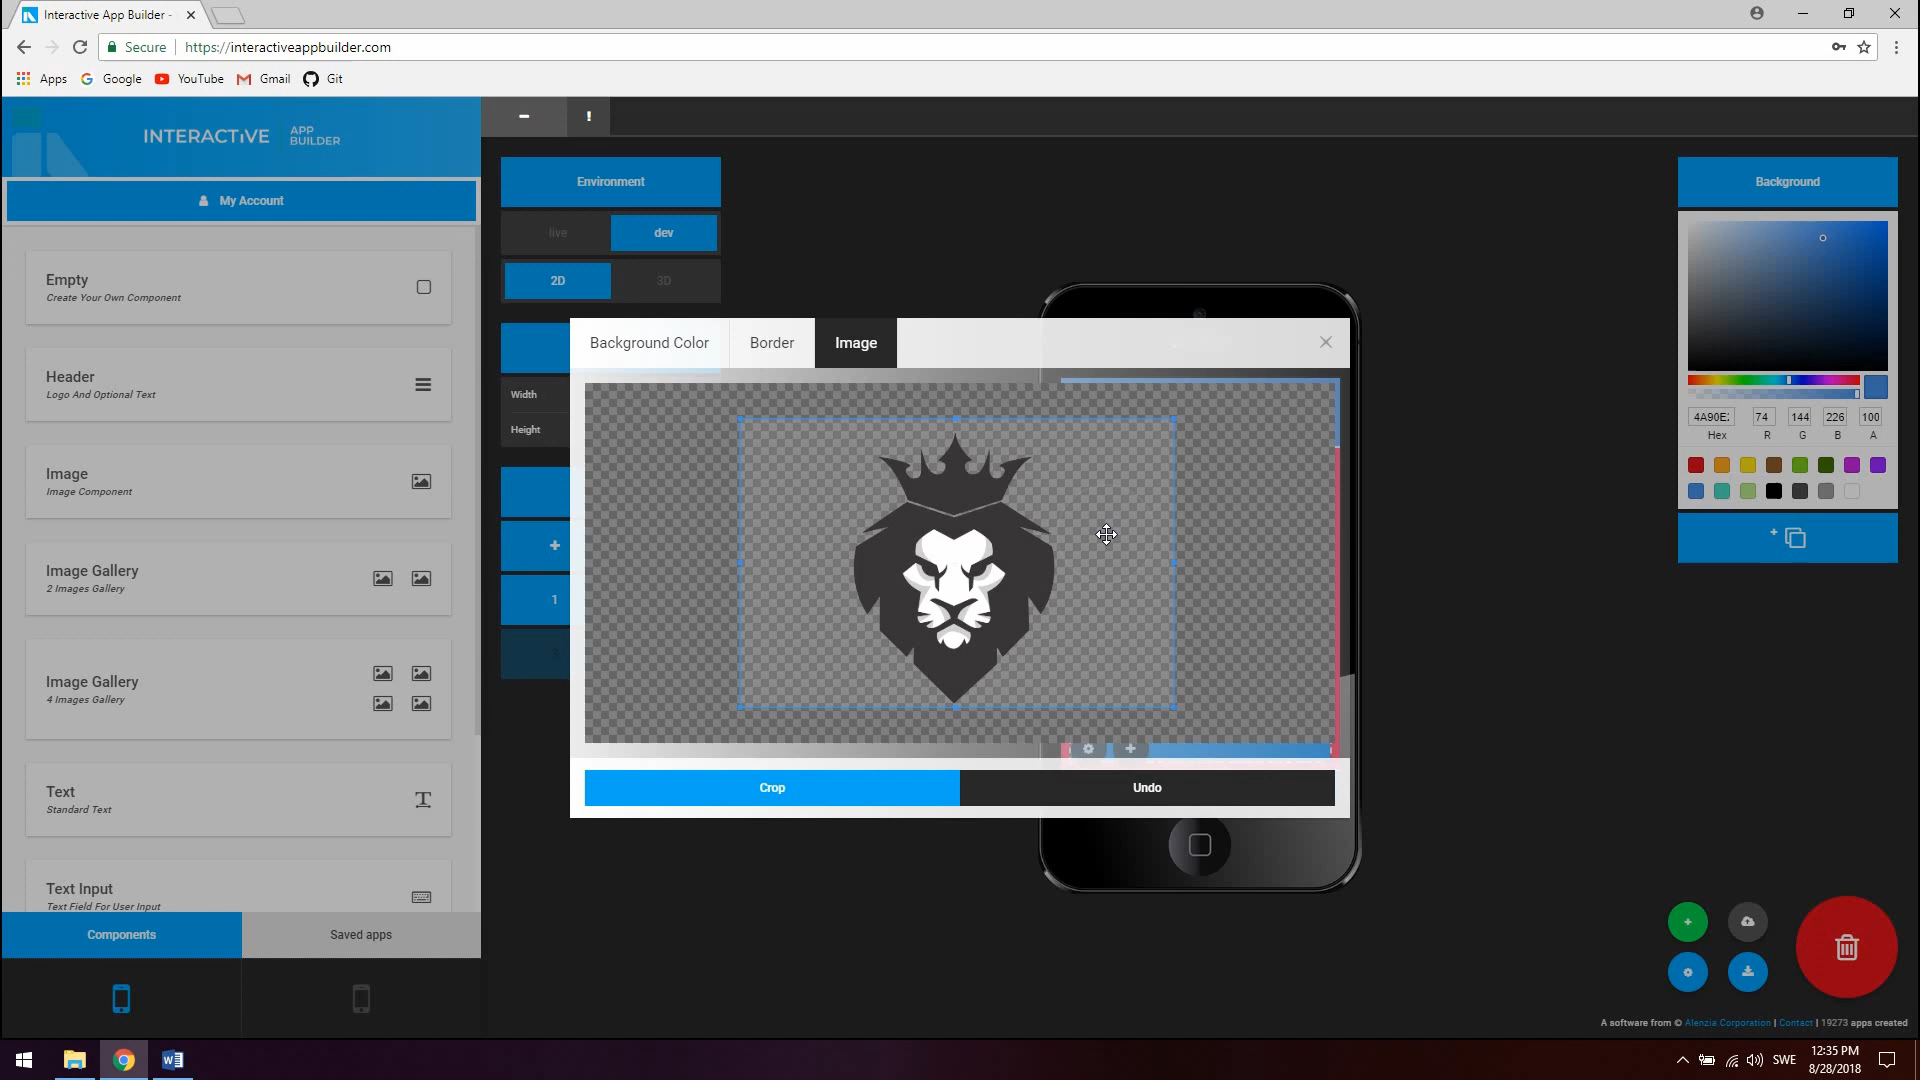 Interactive App Builder -
Secure
https://interactiveappbuilder.com
Apps
Google
YouTube
Gmail
Git
INTERACTIVE
APP
BUILDER
My Account
Empty
Create Your Own Component
Header
Logo And Optional Text
Image
Image Component
Image Gallery
2 Images Gallery
Image Gallery
4 Images Gallery
Text
Standard Text
Text Input
Text Field For User Input
Components
Saved apps
!
Environment
live
dev
2D
3D
Width
Height
1
Background Color
Border
Image
Crop
Undo
Background
4A90E2
74
144
226
100
Hex
R
G
B
A
A software from © Alenzia Corporation | Contact | 19273 apps created
W
SWE
12:35 PM
8/28/2018